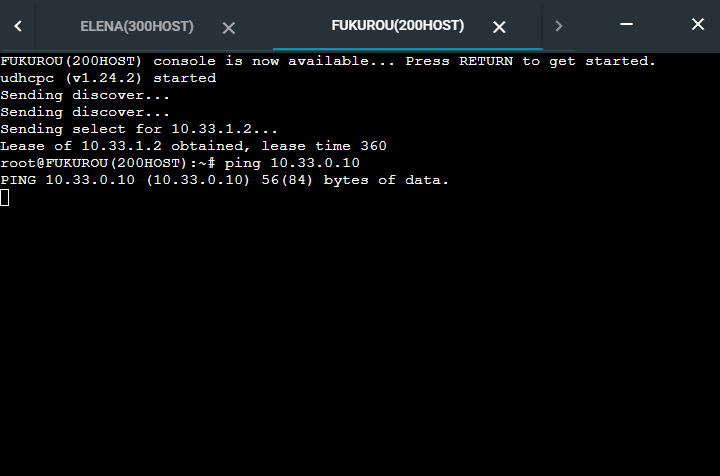 ELENA(300HOST)
FUKUROU(200HOST)
FUKUROU(200HOST) console is now available... Press RETURN to get started.
udhcpc (v1.24.2) started
Sending discover...
Sending discover...
Sending select for 10.33.1.2...
Lease of 10.33.1.2 obtained, lease time 360
root@FUKUROU(200HOST):~# ping 10.33.0.10
PING 10.33.0.10 (10.33.0.10) 56(84) bytes of data.